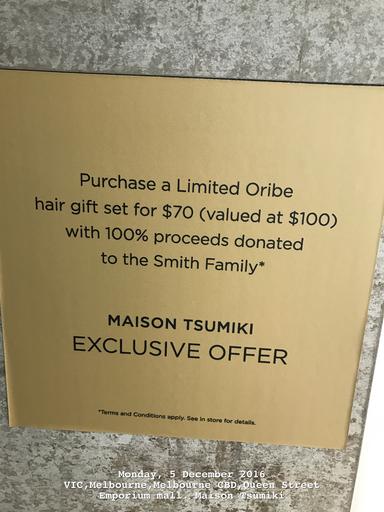 Purchase a Limited Oribe
hair gift set for $70 (valued at $100)
with 100% proceeds donated
to the Smith Family*
MAISON TSUMIKI
EXCLUSIVE OFFER
*Terms and Conditions apply. See in store for details.
Monday, 5 December 2016
VIC,Melbourne,Melbourne CBD,Queen Street
Emporium mall, Maison Tsumiki